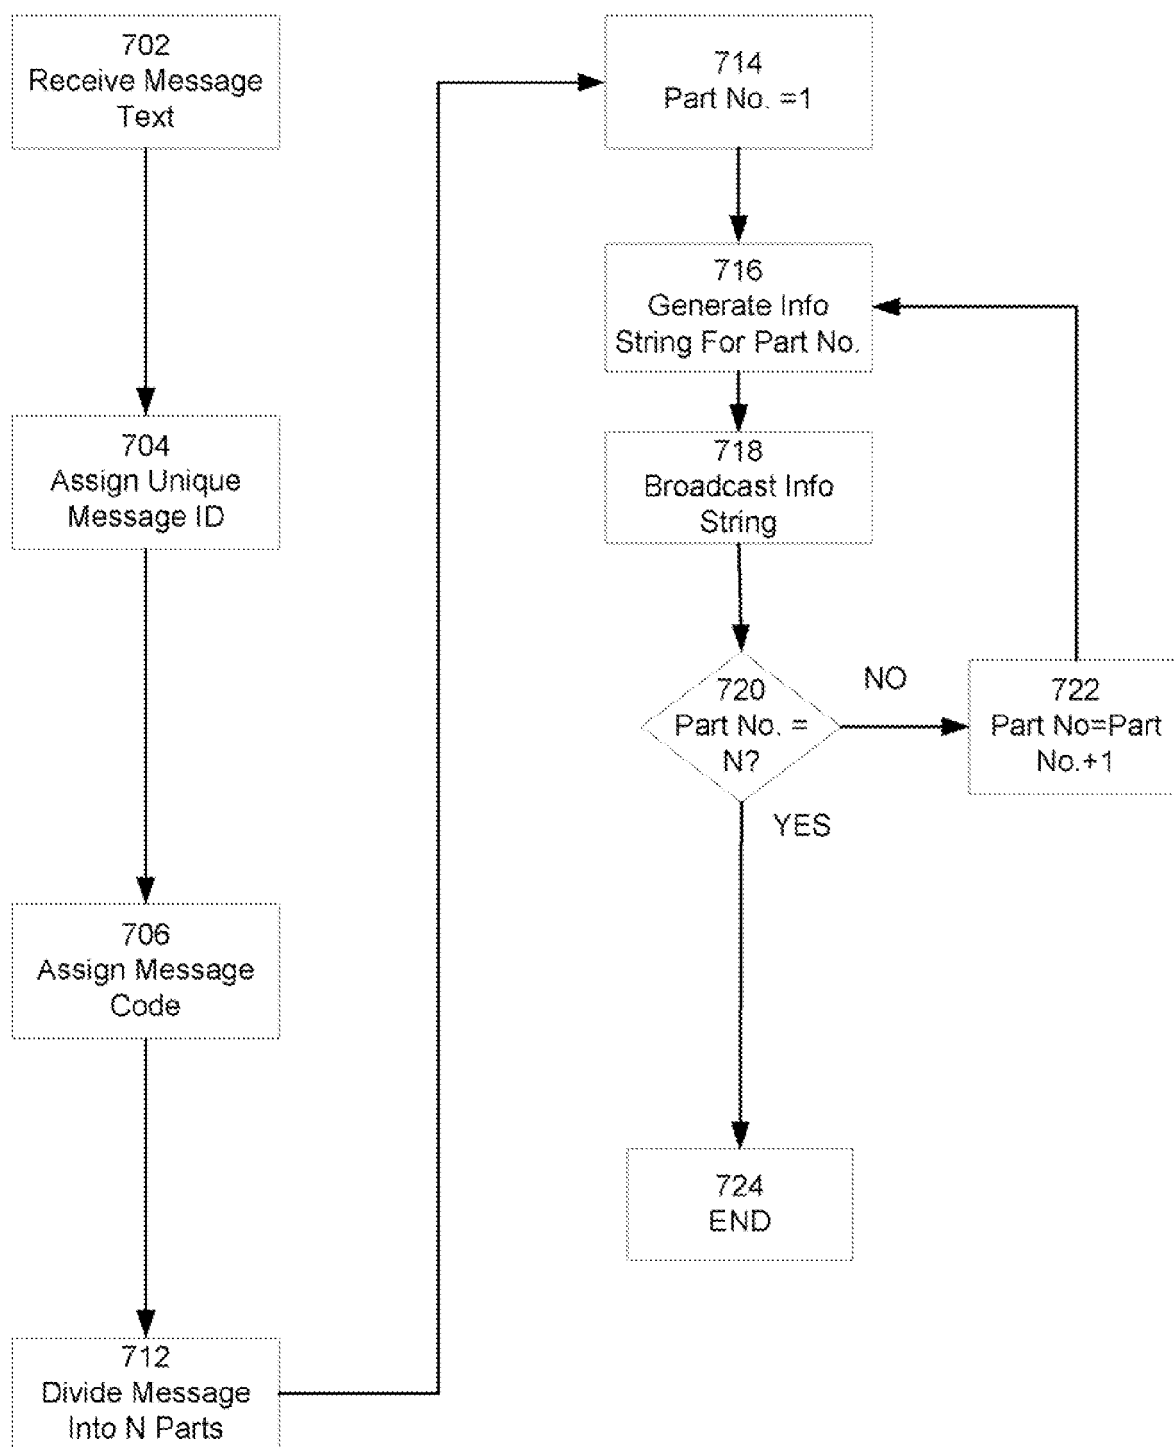 702
Receive Message
Text
704
Assign Unique
Message ID
706
Assign Message
Code
712
Divide Message
Into N Parts
714
Part No. =1
716
Generate Info
String For Part No.
718
Broadcast Info
String
720
Part No. =
N?
NO
722
Part No=Part
No.+1
YES
724
END